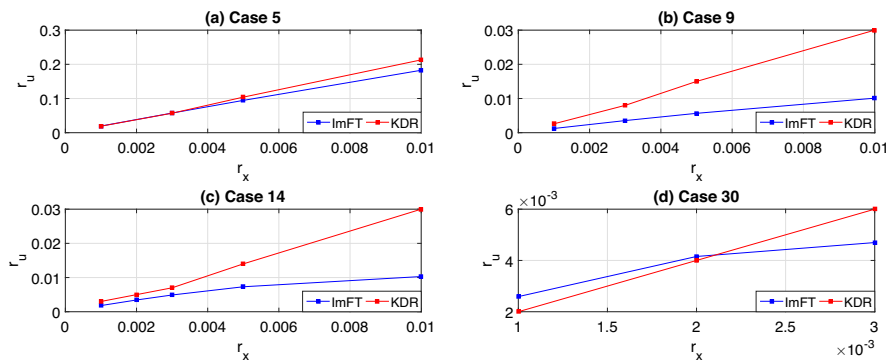 (a) Case 5
0.3
0.2
0.1
0
r_u
0 0.002 0.004 0.006 0.008 0.01
r_x
ImFT KDR
(b) Case 9
0.03
0.02
0.01
0
r_u
0 0.002 0.004 0.006 0.008 0.01
r_x
ImFT KDR
(c) Case 14
0.03
0.02
0.01
0
r_u
0 0.002 0.004 0.006 0.008 0.01
r_x
ImFT KDR
(d) Case 30
×10^-3
6
4
2
r_u
1 1.5 2 2.5 3
r_x
×10^-3
ImFT KDR